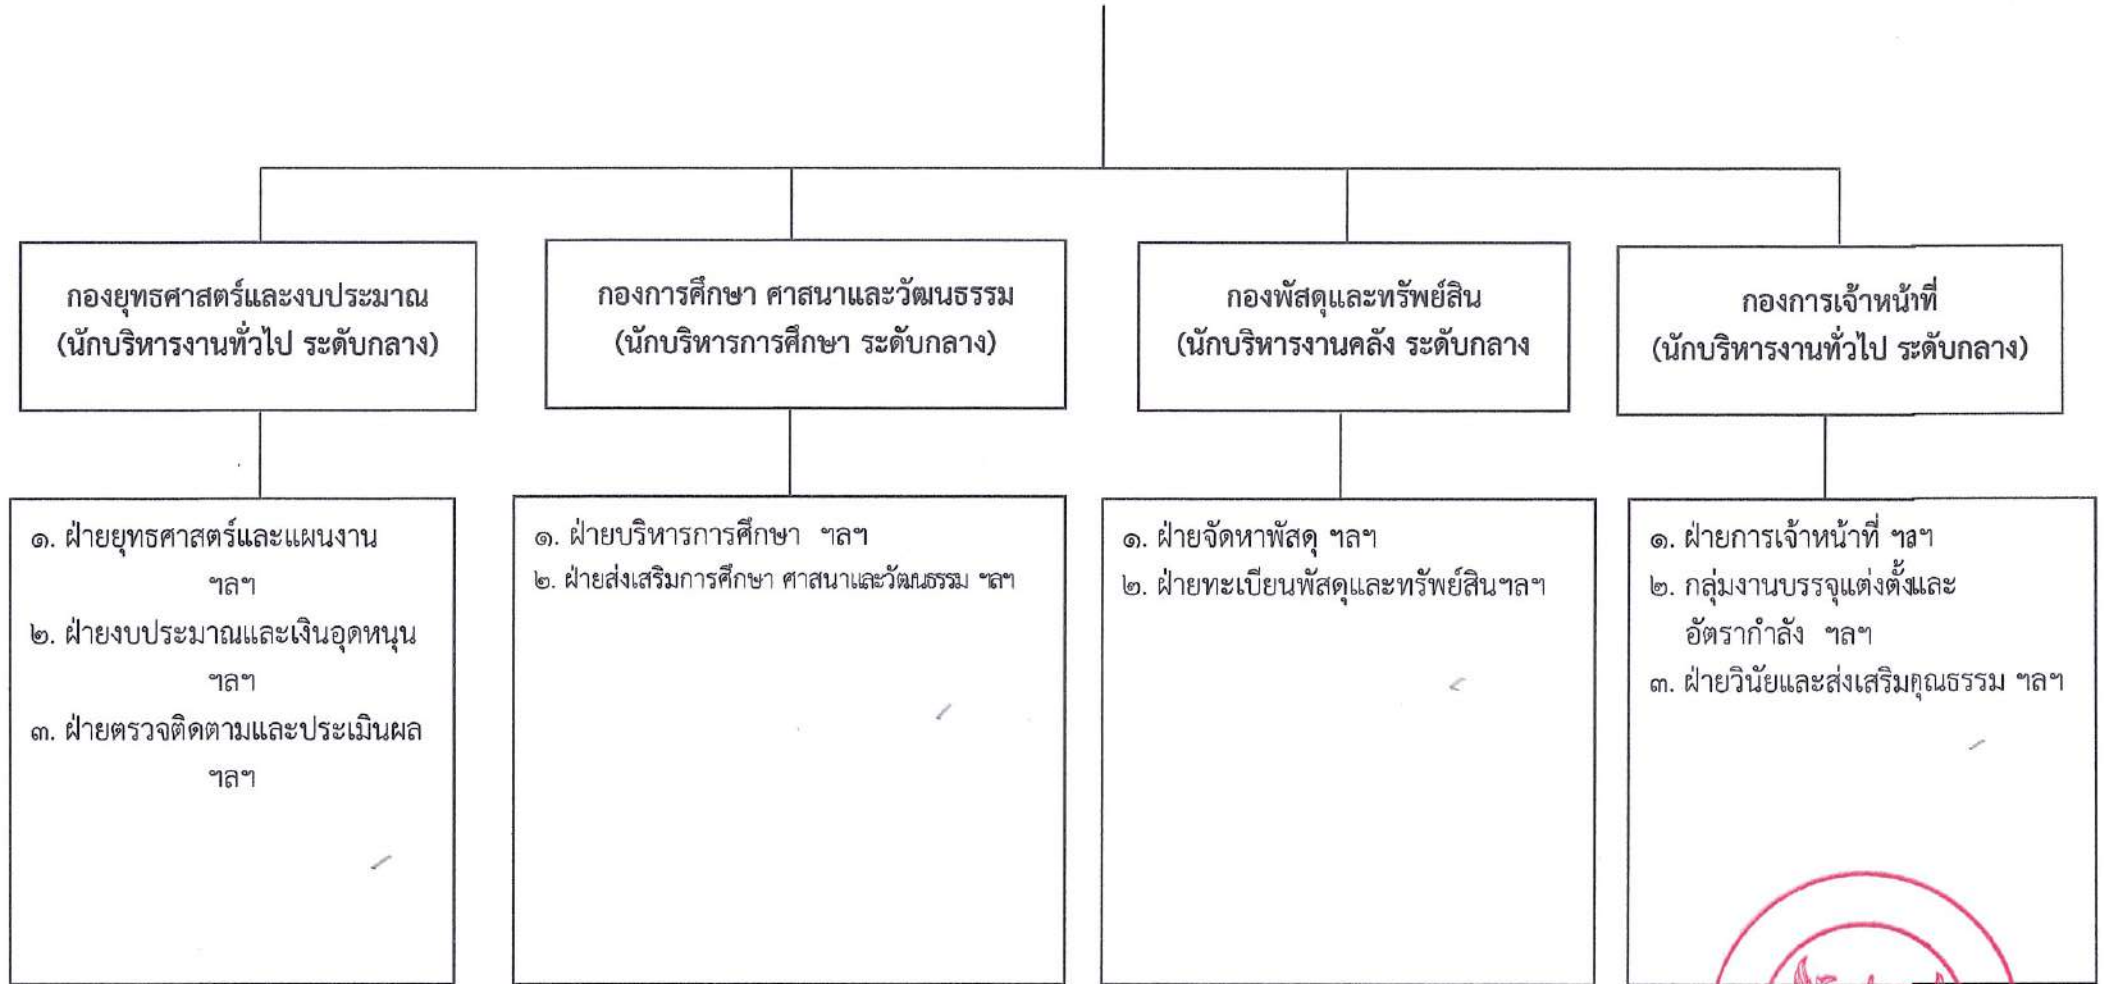 กองยุทธศาสตร์และงบประมาณ
(นักบริหารงานทั่วไป ระดับกลาง)
กองการศึกษา ศาสนาและวัฒนธรรม
(นักบริหารการศึกษา ระดับกลาง)
กองพัสดุและทรัพย์สิน
(นักบริหารงานคลัง ระดับกลาง
กองการเจ้าหน้าที่
(นักบริหารงานทั่วไป ระดับกลาง)
๑. ฝ่ายยุทธศาสตร์และแผนงาน
ฯลฯ
๒. ฝ่ายงบประมาณและเงินอุดหนุน
ฯลฯ
๓. ฝ่ายตรวจติดตามและประเมินผล
ฯลฯ
๑. ฝ่ายบริหารการศึกษา ฯลฯ
๒. ฝ่ายส่งเสริมการศึกษา ศาสนาและวัฒนธรรม ฯลฯ
๑. ฝ่ายจัดหาพัสดุ ฯลฯ
๒. ฝ่ายทะเบียนพัสดุและทรัพย์สินฯลฯ
๑. ฝ่ายการเจ้าหน้าที่ ฯลฯ
๒. กลุ่มงานบรรจุแต่งตั้งและ
อัตรากำลัง ฯลฯ
๓. ฝ่ายวินัยและส่งเสริมคุณธรรม ฯลฯ